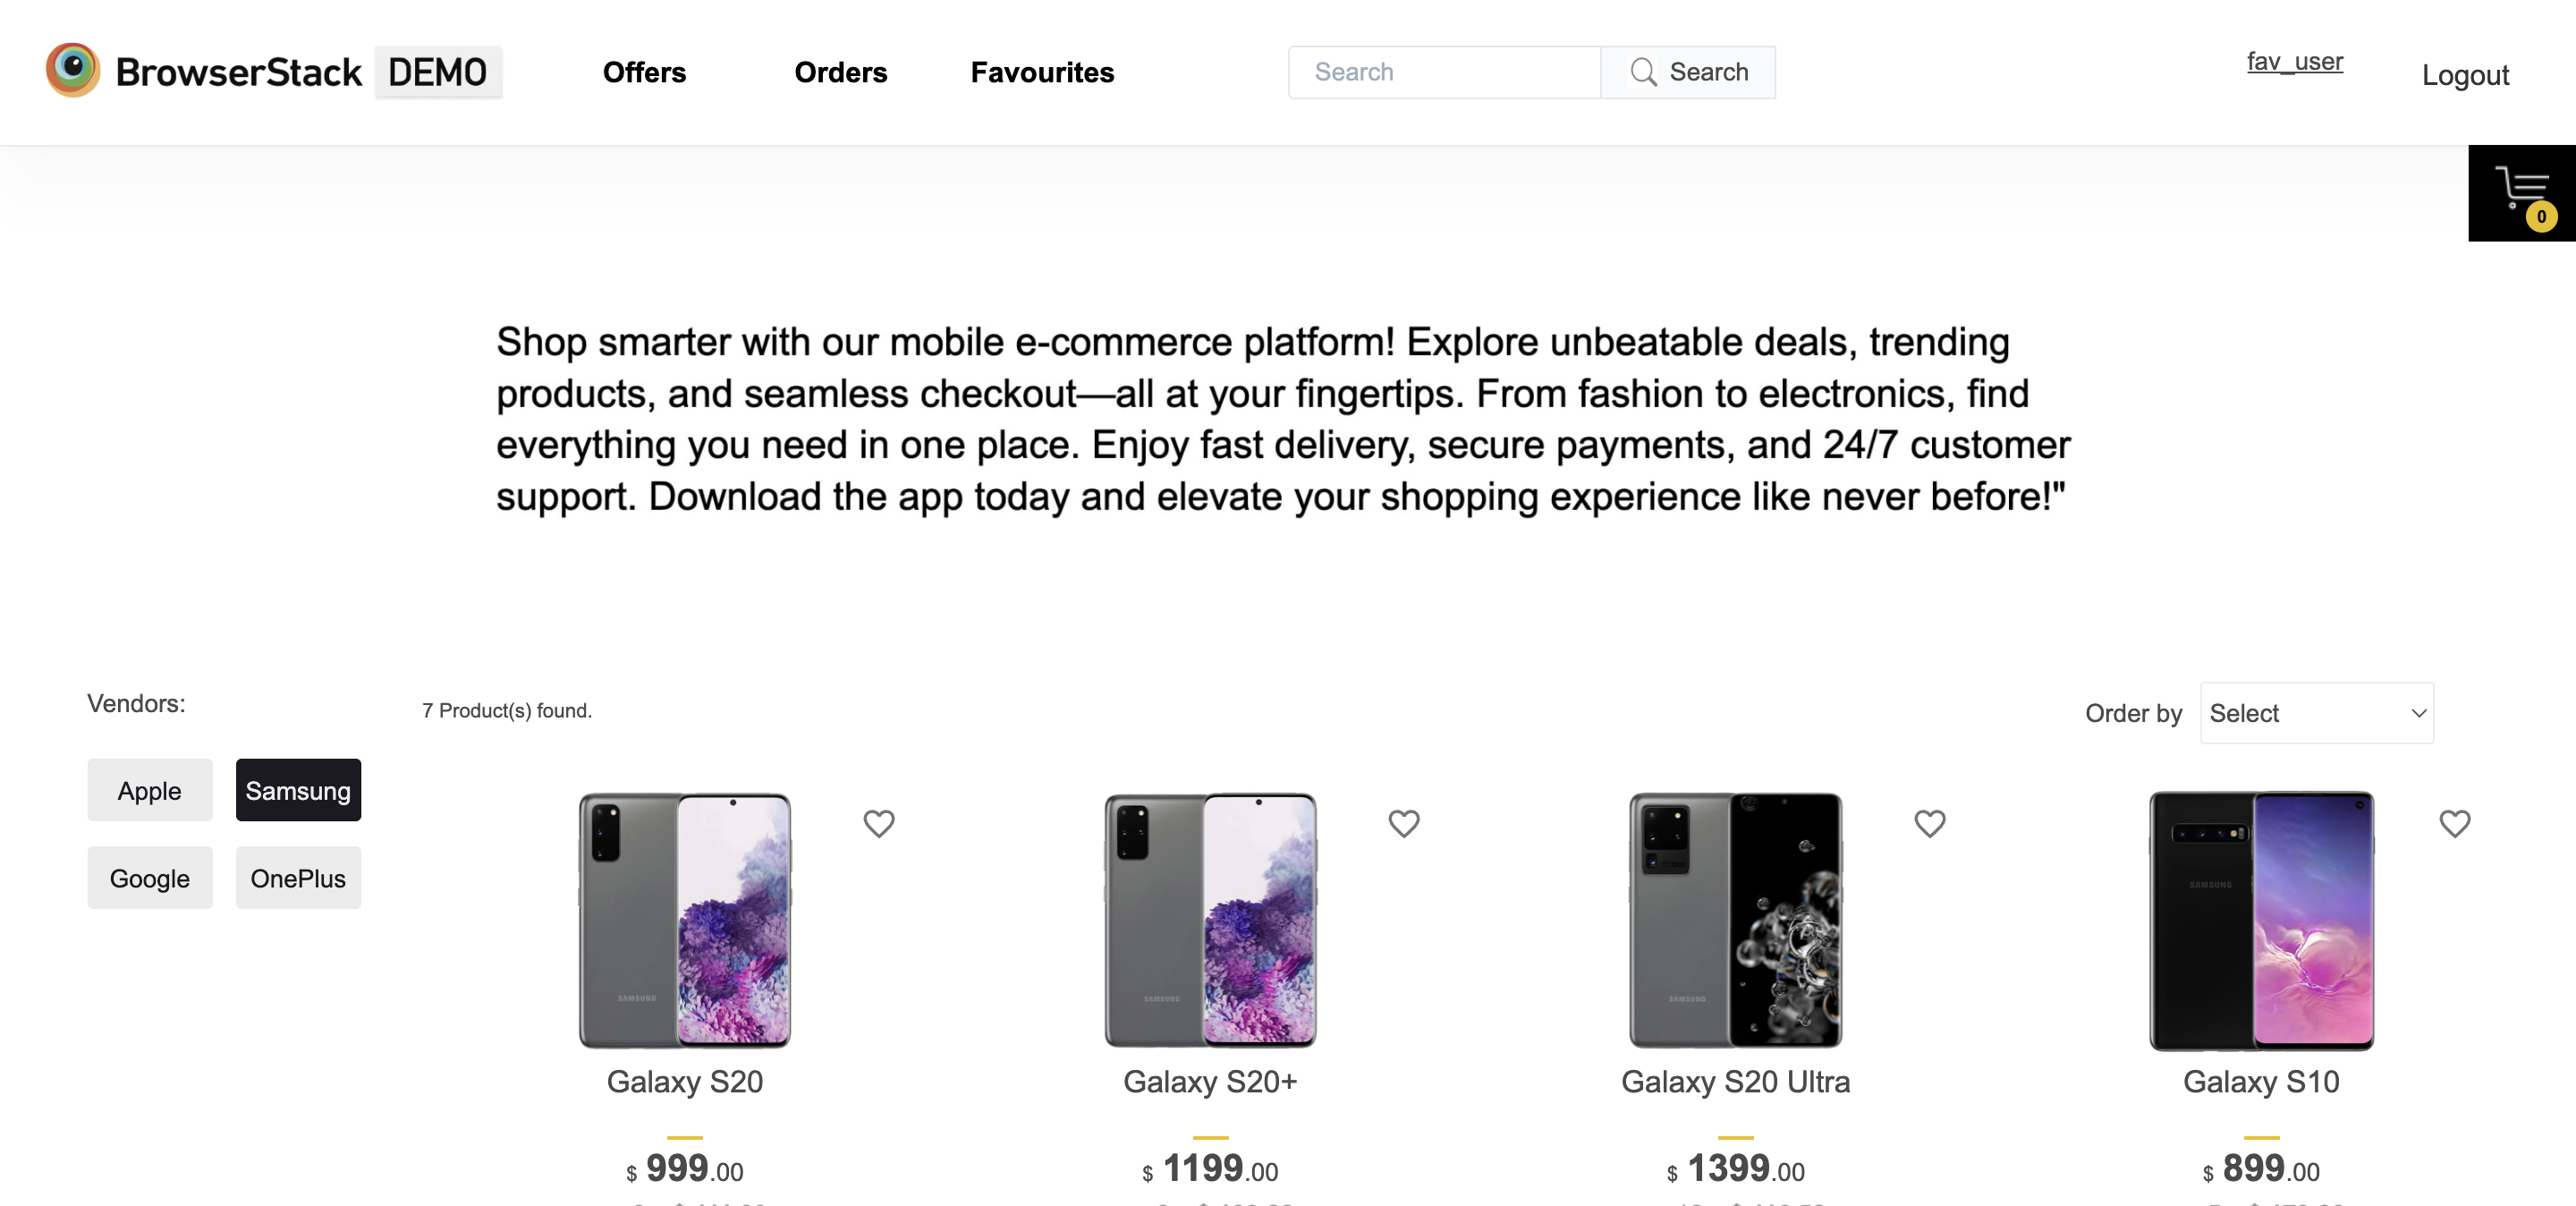 BrowserStack DEMO
Offers Orders Favourites
Search Search
fav_user
Logout
0
Shop smarter with our mobile e-commerce platform! Explore unbeatable deals, trending
products, and seamless checkout—all at your fingertips. From fashion to electronics, find
everything you need in one place. Enjoy fast delivery, secure payments, and 24/7 customer
support. Download the app today and elevate your shopping experience like never before!"
Vendors:
7 Product(s) found.
Order by Select
Apple Samsung
Google OnePlus
SAMSUNG SAMSUNG SAMSUNG SAMSUNG
Galaxy S20 Galaxy S20+ Galaxy S20 Ultra Galaxy S10
$ 999.00 $ 1199.00 $ 1399.00 $ 899.00